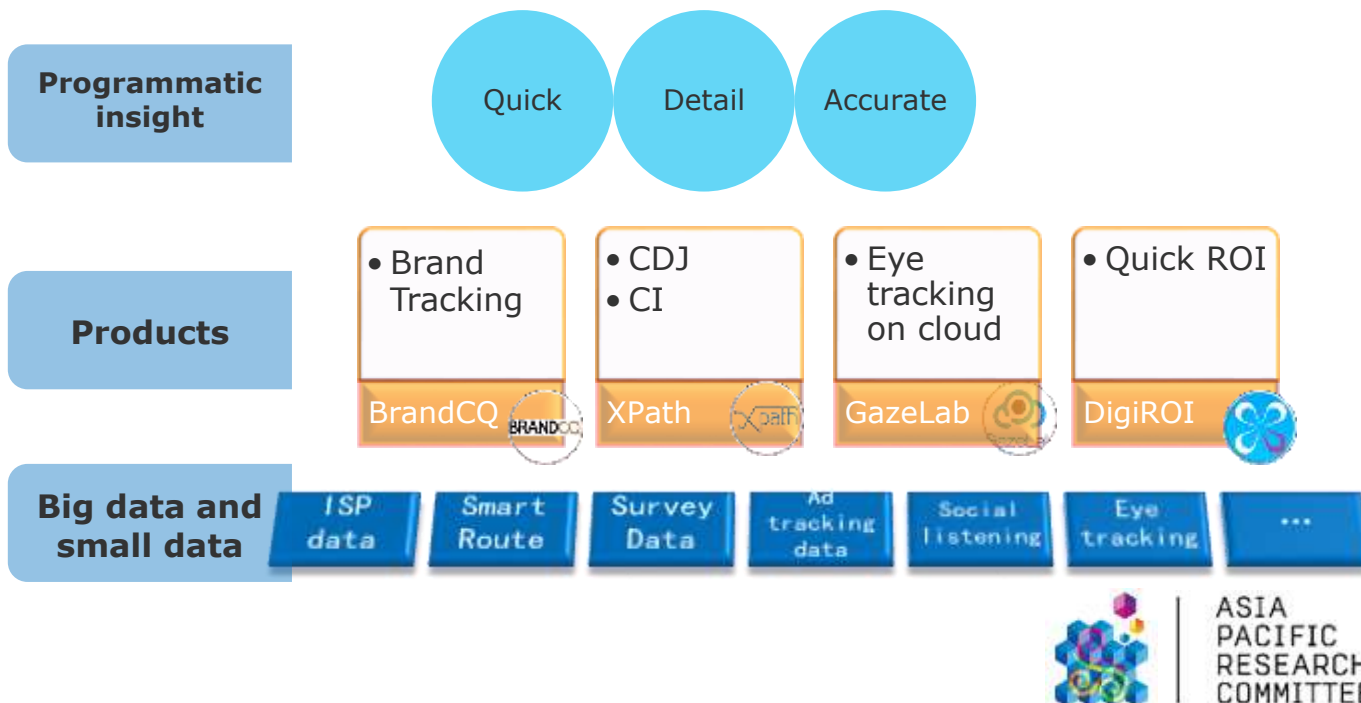 Programmatic
insight
Quick
Detail
Accurate
• Brand
Tracking
• CDJ
• CI
• Eye
tracking
on cloud
• Quick ROI
Products
BrandCQ
BRANDCQ
XPath
Xpath
GazeLab
GazeLab
DigiROI
Big data and
small data
ISP
data
Smart
Route
Survey
Data
Ad
tracking
data
Social
listening
Eye
tracking
...
ASIA
PACIFIC
RESEARCH
COMMITTEE